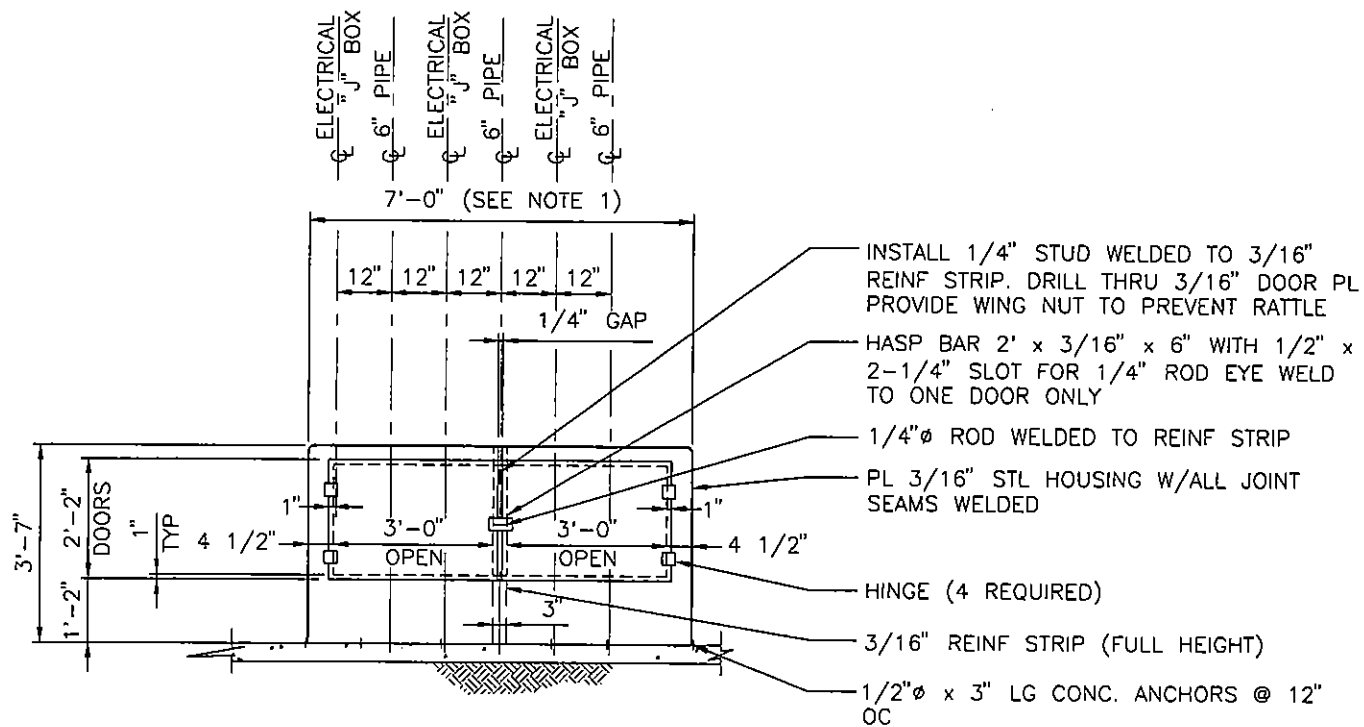 ELECTRICAL
"J" BOX
℄ 6" PIPE
ELECTRICAL
"J" BOX
℄ 6" PIPE
ELECTRICAL
"J" BOX
℄ 6" PIPE
℄
℄
℄
7'-0" (SEE NOTE 1)
12"
12"
12"
12"
12"
1/4" GAP
INSTALL 1/4" STUD WELDED TO 3/16"
REINF STRIP. DRILL THRU 3/16" DOOR PL
PROVIDE WING NUT TO PREVENT RATTLE
HASP BAR 2' x 3/16" x 6" WITH 1/2" x
2-1/4" SLOT FOR 1/4" ROD EYE WELD
TO ONE DOOR ONLY
1/4"ø ROD WELDED TO REINF STRIP
PL 3/16" STL HOUSING W/ALL JOINT
SEAMS WELDED
3'-7"
2'-2"
DOORS
1"
TYP
1'-2"
1"
1"
4 1/2"
3'-0"
OPEN
3'-0"
OPEN
4 1/2"
3"
HINGE (4 REQUIRED)
3/16" REINF STRIP (FULL HEIGHT)
1/2"ø x 3" LG CONC. ANCHORS @ 12"
OC